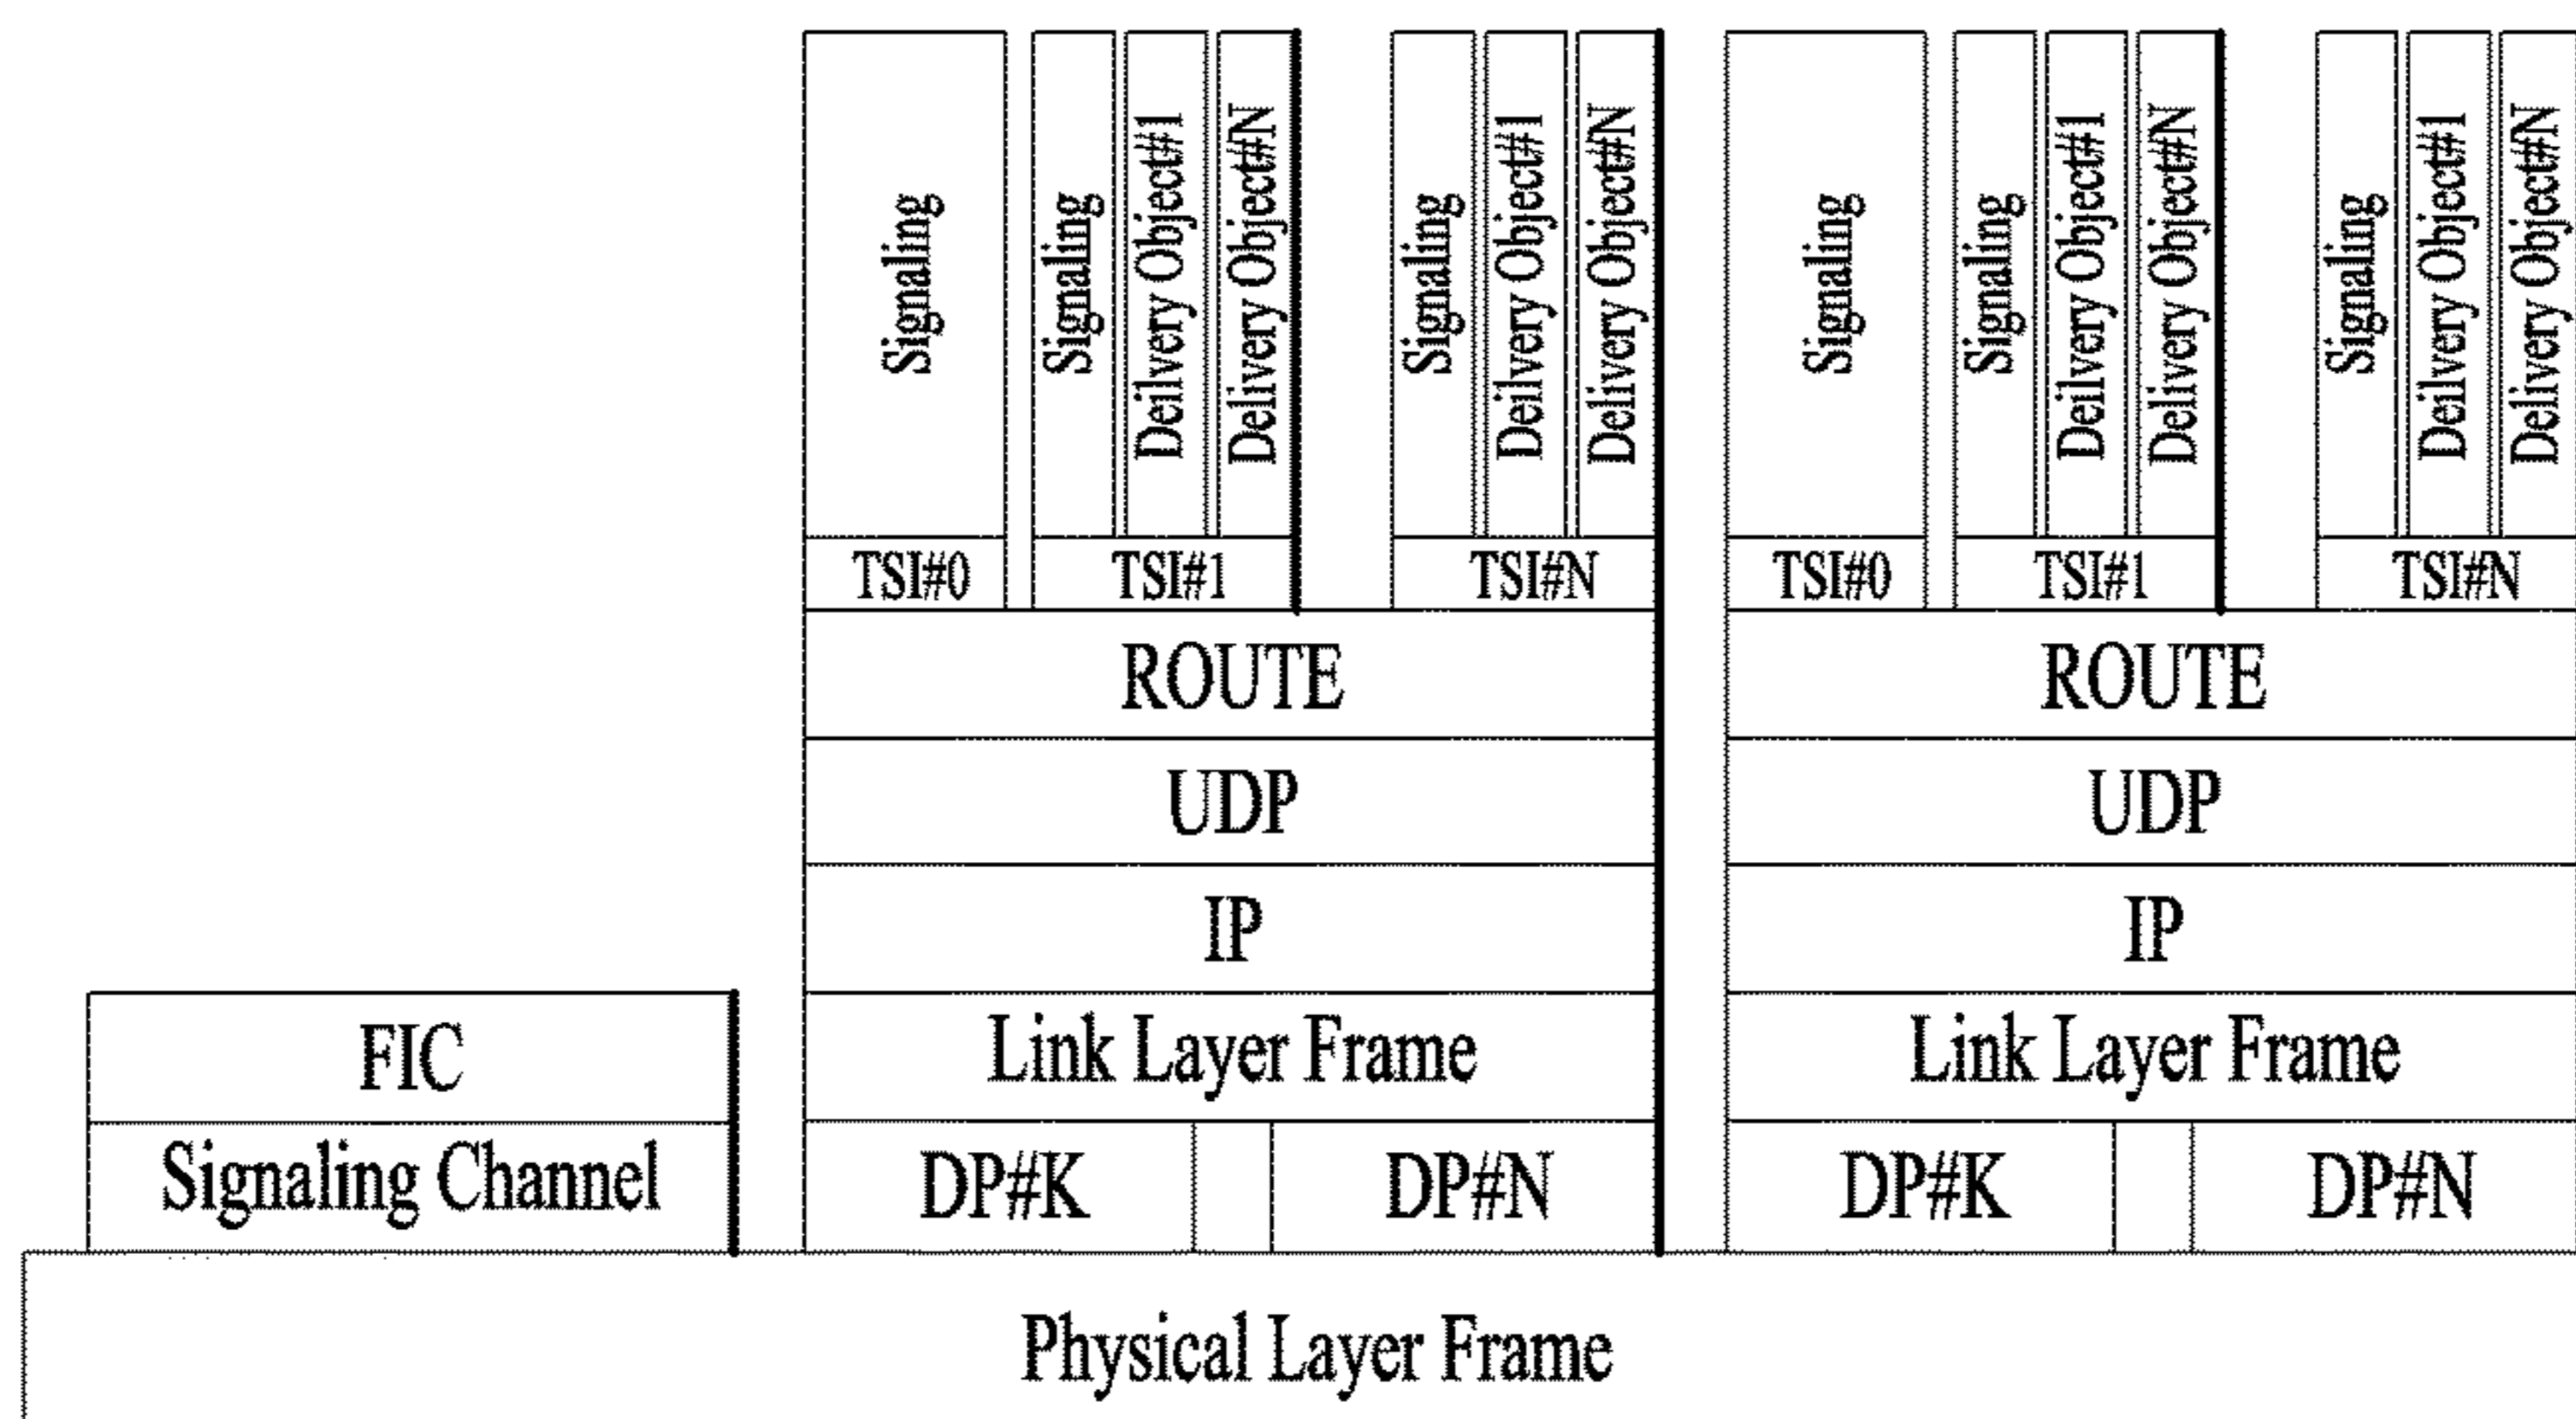 Signaling
Signaling
Deilvery Object#1
Delivery Object#N
Signaling
Deilvery Object#1
Delivery Object#N
Signaling
Signaling
Deilvery Object#1
Delivery Object#N
Signaling
Deilvery Object#1
Delivery Object#N
TSI#0
TSI#1
TSI#N
TSI#0
TSI#1
TSI#N
ROUTE
ROUTE
UDP
UDP
IP
IP
FIC
Link Layer Frame
Link Layer Frame
Signaling Channel
DP#K
DP#N
DP#K
DP#N
Physical Layer Frame